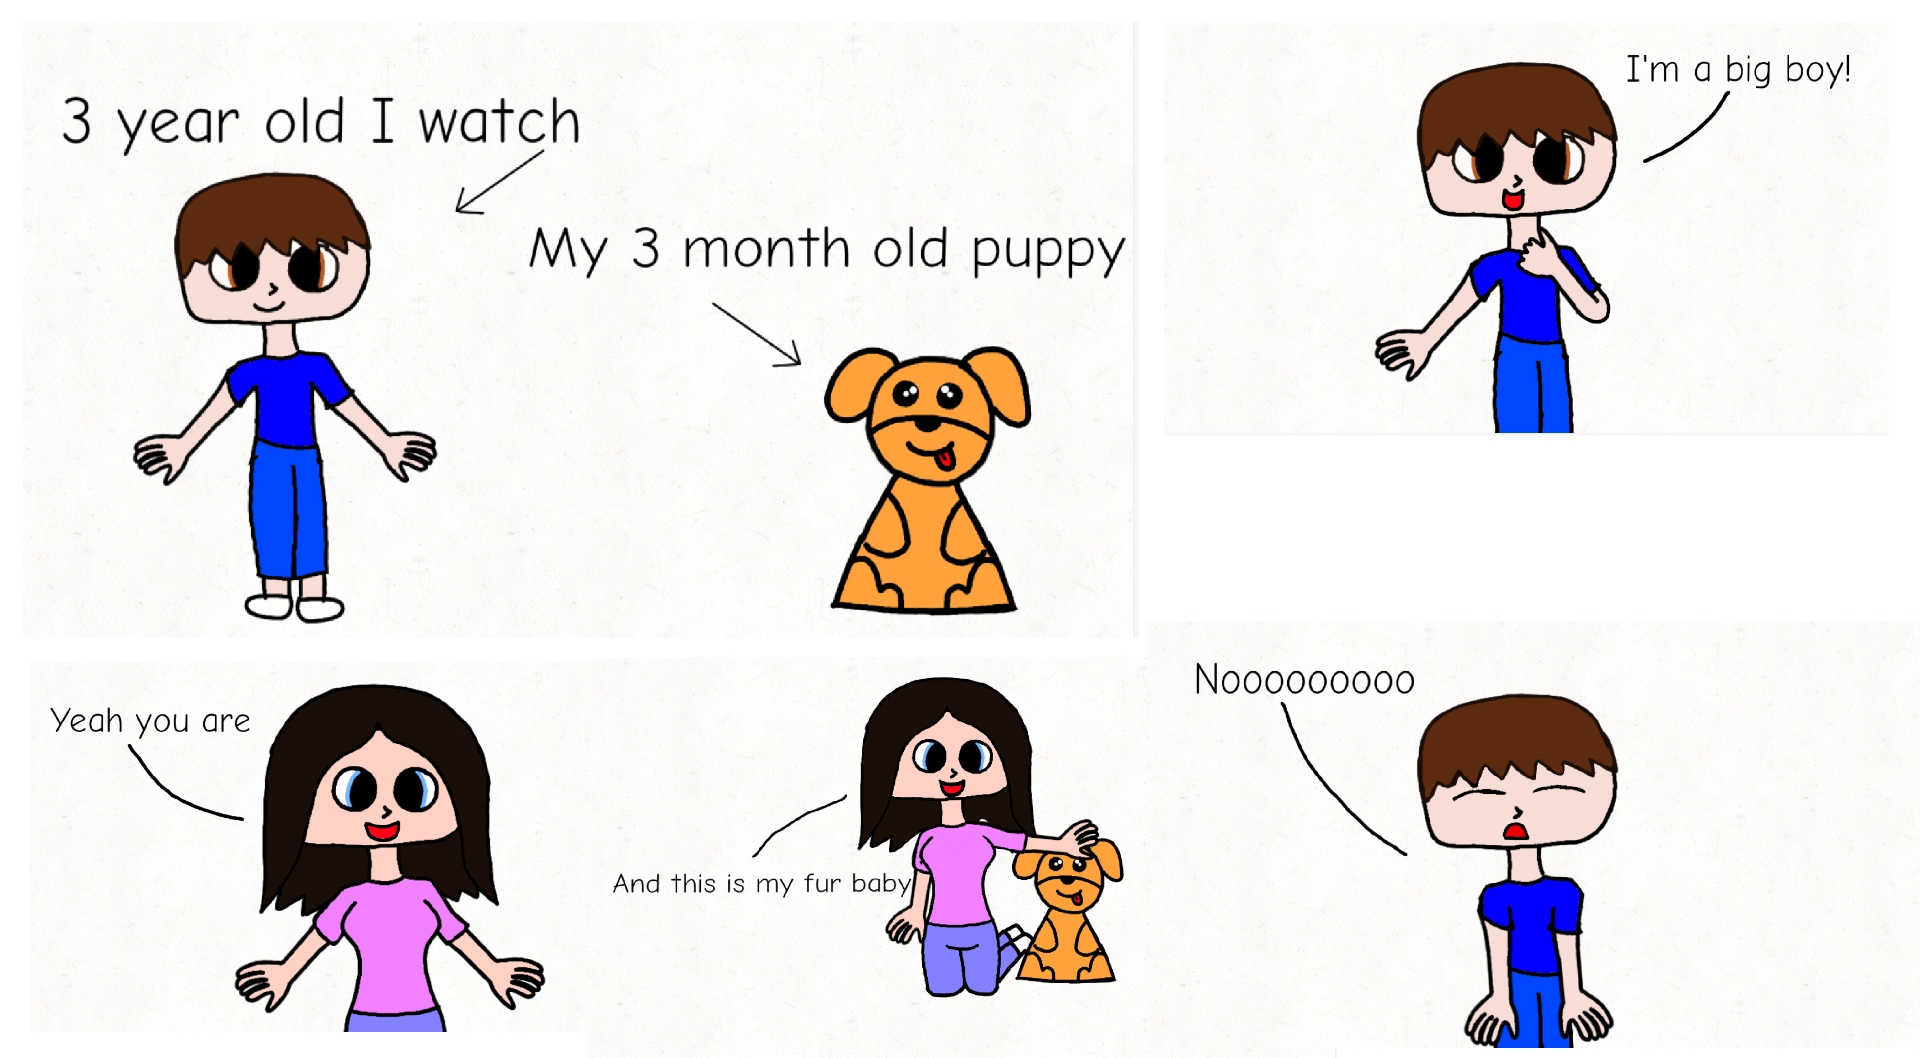 3 year old I watch
My 3 month old puppy
I'm a big boy!
Yeah you are
And this is my fur baby
Nooooooooo